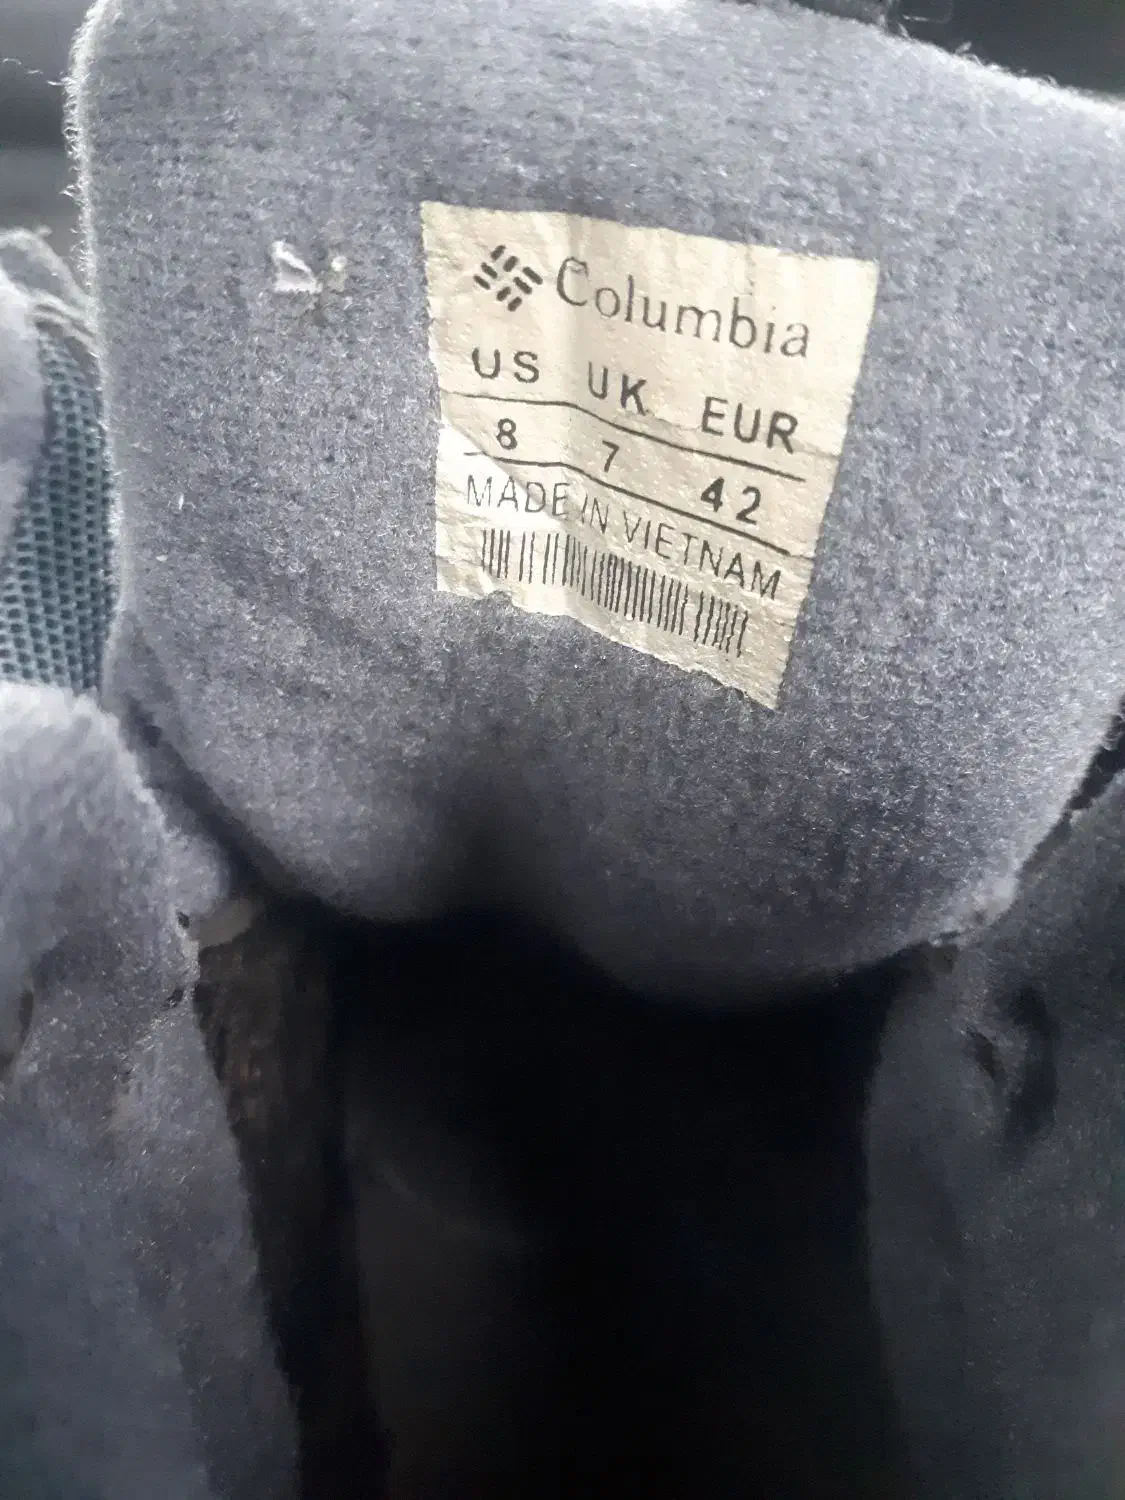 Columbia
US UK EUR
8 7 42
MADE IN VIETNAM